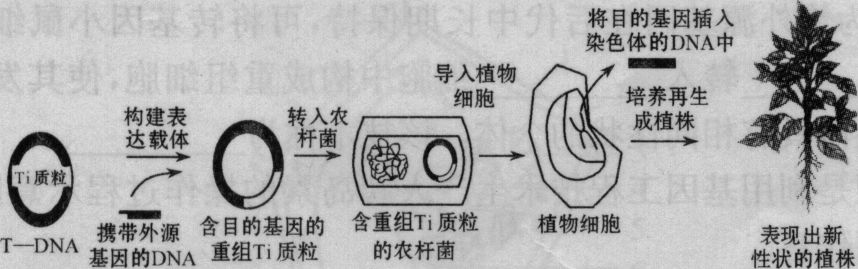 将目的基因插入
染色体的DNA中
构建表
达载体
转入农
杆菌
导入植物
细胞
培养再生
成植株
Ti质粒
T—DNA
携带外源
基因的DNA
含目的基因的
重组Ti质粒
含重组Ti质粒
的农杆菌
植物细胞
表现出新
性状的植株